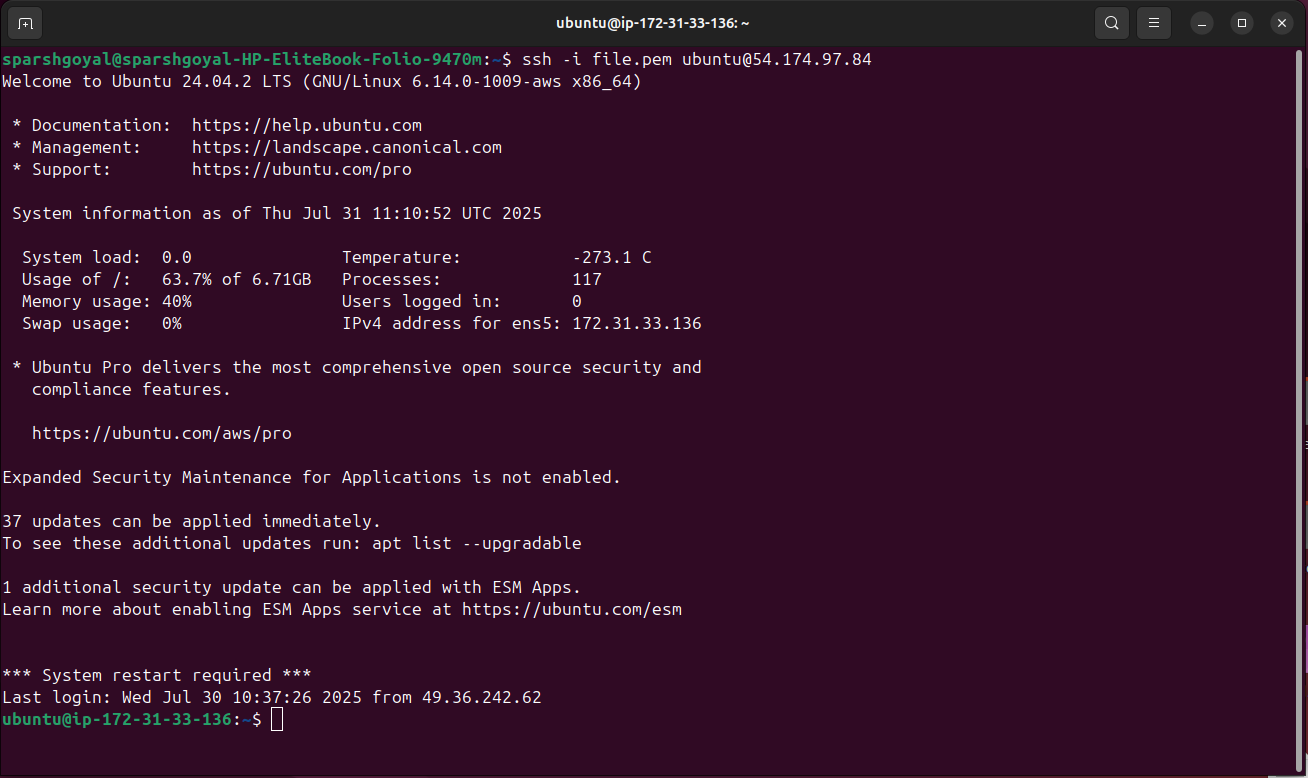 ubuntu@ip-172-31-33-136: ~
sparshgoyal@sparshgoyal-HP-EliteBook-Folio-9470m:~$ ssh -i file.pem ubuntu@54.174.97.84
Welcome to Ubuntu 24.04.2 LTS (GNU/Linux 6.14.0-1009-aws x86_64)
* Documentation:  https://help.ubuntu.com
* Management:     https://landscape.canonical.com
* Support:        https://ubuntu.com/pro
System information as of Thu Jul 31 11:10:52 UTC 2025
System load:  0.0                Temperature:           -273.1 C
Usage of /:   63.7% of 6.71GB   Processes:             117
Memory usage: 40%               Users logged in:       0
Swap usage:   0%                IPv4 address for ens5: 172.31.33.136
* Ubuntu Pro delivers the most comprehensive open source security and
compliance features.
https://ubuntu.com/aws/pro
Expanded Security Maintenance for Applications is not enabled.
37 updates can be applied immediately.
To see these additional updates run: apt list --upgradable
1 additional security update can be applied with ESM Apps.
Learn more about enabling ESM Apps service at https://ubuntu.com/esm
*** System restart required ***
Last login: Wed Jul 30 10:37:26 2025 from 49.36.242.62
ubuntu@ip-172-31-33-136:~$